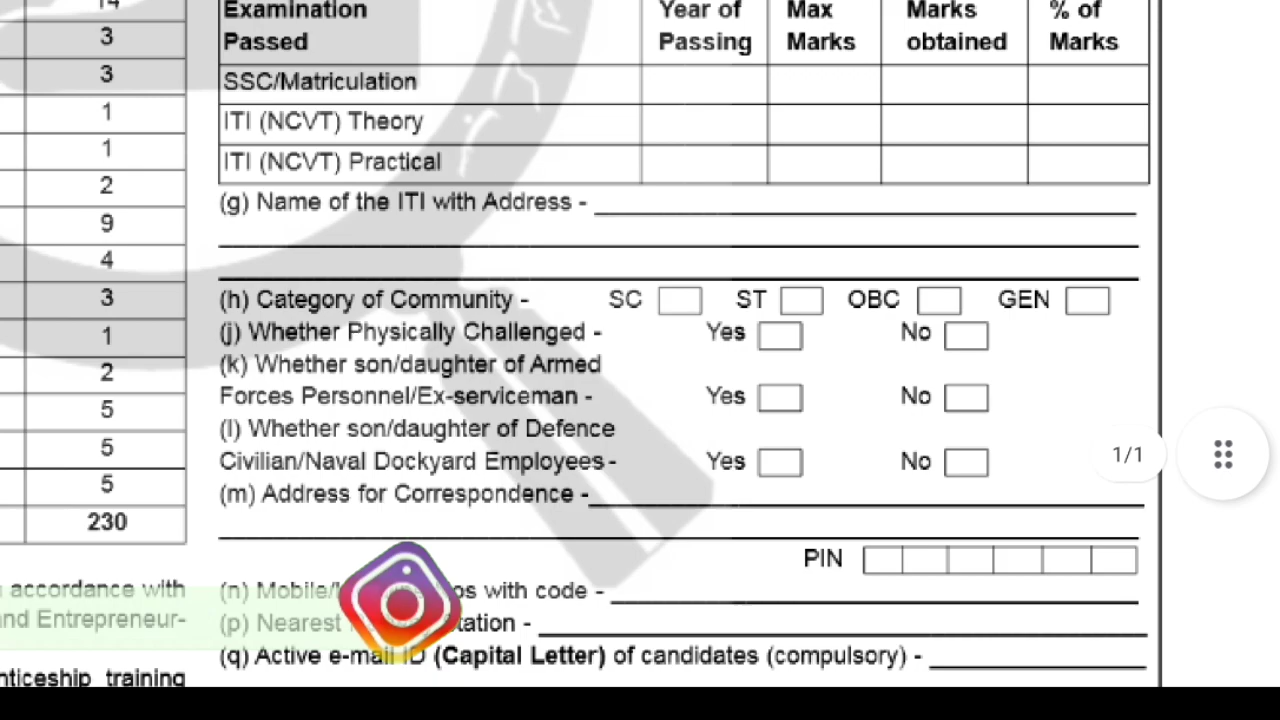 3
3
1
1
2
9
4
3
1
2
5
5
5
230
accordance with
and Entrepreneur-
training
Examination Passed Year of Passing Max Marks Marks obtained % of Marks
SSC/Matriculation
ITI (NCVT) Theory
ITI (NCVT) Practical
(g) Name of the ITI with Address -
(h) Category of Community - SC ST OBC GEN
(j) Whether Physically Challenged - Yes No
(k) Whether son/daughter of Armed
Forces Personnel/Ex-serviceman - Yes No
(l) Whether son/daughter of Defence
Civilian/Naval Dockyard Employees- Yes No
(m) Address for Correspondence -
PIN
(n) with code -
(p) Nearest -
(q) Active e-mail ID (Capital Letter) of candidates (compulsory) -
1/1